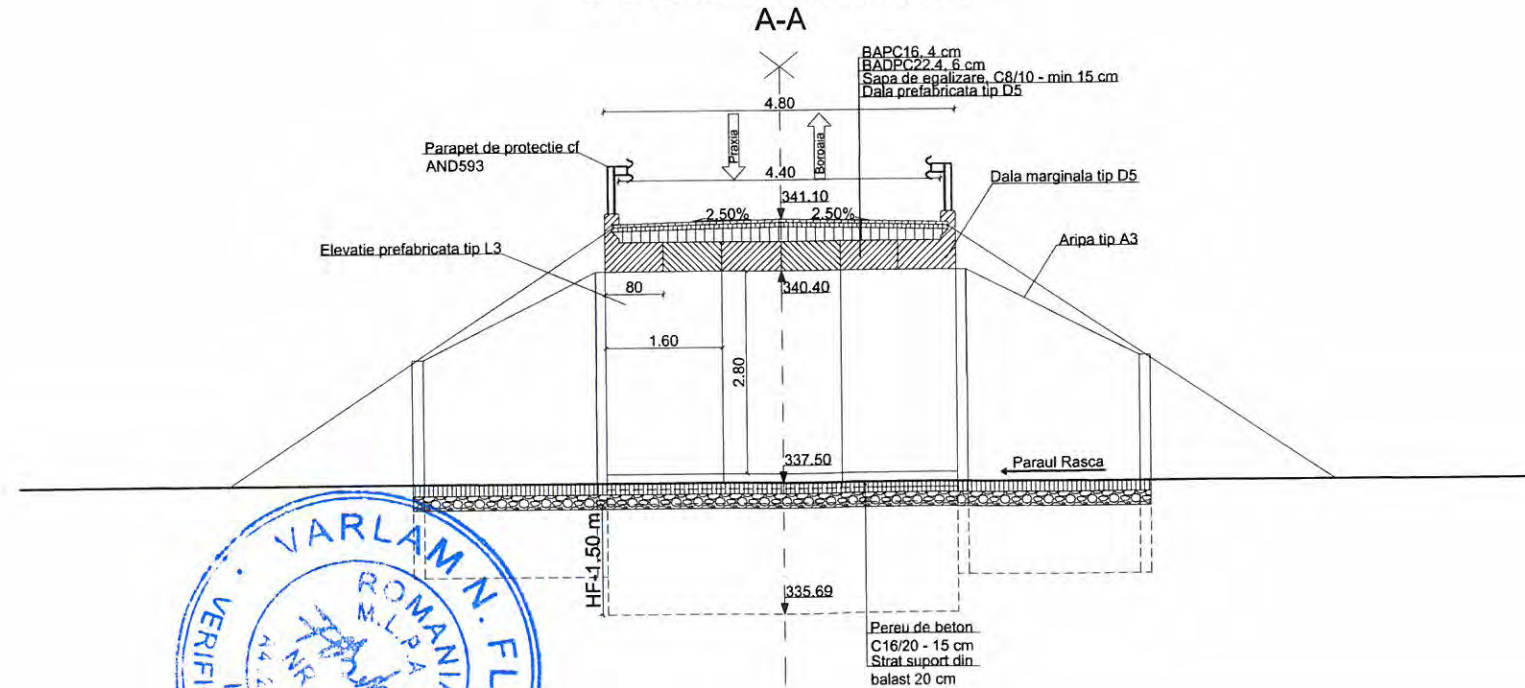 A-A
BAPC16, 4 cm
BADPC22.4, 6 cm
Sapa de egalizare, C8/10 - min 15 cm
Dala prefabricata tip D5
4.80
Praxia
Boroaia
Parapet de protectie cf
AND593
4.40
Dala marginala tip D5
341.10
2.50%
2.50%
Elevatie prefabricata tip L3
Aripa tip A3
80
340.40
1.60
2.80
337.50
Paraul Rasca
HF-1.50 m
335.69
Pereu de beton
C16/20 - 15 cm
Strat suport din
balast 20 cm
VARLAM N. FL
ROMANIA
M.L.P.A
NR
VERIFI